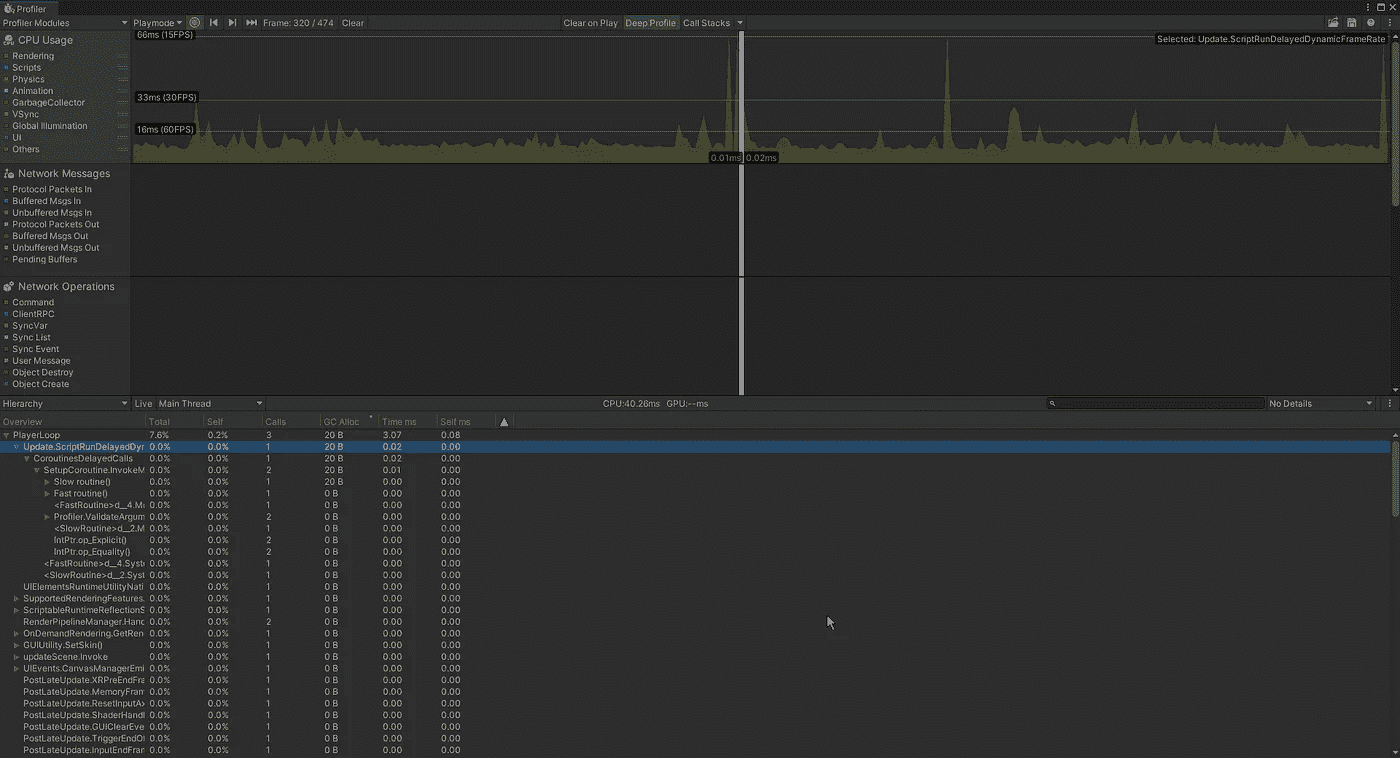 Profiler
Profiler Modules Playmode Frame: 320 / 474 Clear Clear on Play Deep Profile Call Stacks
CPU Usage
Rendering
Scripts
Physics
Animation
GarbageCollector
VSync
Global Illumination
UI
Others
66ms (15FPS)
Selected: Update.ScriptRunDelayedDynamicFrameRate
33ms (30FPS)
16ms (60FPS)
0.01ms 0.02ms
Network Messages
Protocol Packets In
Buffered Msgs In
Unbuffered Msgs In
Protocol Packets Out
Buffered Msgs Out
Unbuffered Msgs Out
Pending Buffers
Network Operations
Command
ClientRPC
SyncVar
Sync List
Sync Event
User Message
Object Destroy
Object Create
Hierarchy Live Main Thread CPU:40.26ms GPU:--ms No Details
Overview Total Self Calls GC Alloc Time ms Self ms
PlayerLoop 7.6% 0.2% 3 20 B 3.07 0.08
Update.ScriptRunDelayedDyr 0.0% 0.0% 1 20 B 0.02 0.00
CoroutinesDelayedCalls 0.0% 0.0% 1 20 B 0.02 0.00
SetupCoroutine.InvokeM 0.0% 0.0% 2 20 B 0.01 0.00
Slow routine() 0.0% 0.0% 1 20 B 0.00 0.00
Fast routine() 0.0% 0.0% 1 0 B 0.00 0.00
<FastRoutine>d__4.M 0.0% 0.0% 1 0 B 0.00 0.00
Profiler.ValidateArgum 0.0% 0.0% 2 0 B 0.00 0.00
<SlowRoutine>d__2.M 0.0% 0.0% 1 0 B 0.00 0.00
IntPtr.op_Explicit() 0.0% 0.0% 2 0 B 0.00 0.00
IntPtr.op_Equality() 0.0% 0.0% 2 0 B 0.00 0.00
<FastRoutine>d__4.Syst 0.0% 0.0% 1 0 B 0.00 0.00
<SlowRoutine>d__2.Syst 0.0% 0.0% 1 0 B 0.00 0.00
UIElementsRuntimeUtilityNati 0.0% 0.0% 1 0 B 0.00 0.00
SupportedRenderingFeatures. 0.0% 0.0% 1 0 B 0.00 0.00
ScriptableRuntimeReflectionS 0.0% 0.0% 1 0 B 0.00 0.00
RenderPipelineManager.Hanc 0.0% 0.0% 2 0 B 0.00 0.00
OnDemandRendering.GetRen 0.0% 0.0% 1 0 B 0.00 0.00
GUIUtility.SetSkin() 0.0% 0.0% 1 0 B 0.00 0.00
updateScene.Invoke 0.0% 0.0% 1 0 B 0.00 0.00
UIEvents.CanvasManagerEmi 0.0% 0.0% 1 0 B 0.00 0.00
PostLateUpdate.XRPreEndFra 0.0% 0.0% 1 0 B 0.00 0.00
PostLateUpdate.MemoryFram 0.0% 0.0% 1 0 B 0.00 0.00
PostLateUpdate.ResetInputAx 0.0% 0.0% 1 0 B 0.00 0.00
PostLateUpdate.ShaderHandl 0.0% 0.0% 1 0 B 0.00 0.00
PostLateUpdate.GUIClearEve 0.0% 0.0% 1 0 B 0.00 0.00
PostLateUpdate.TriggerEndOf 0.0% 0.0% 1 0 B 0.00 0.00
PostLateUpdate.InputEndFran 0.0% 0.0% 1 0 B 0.00 0.00